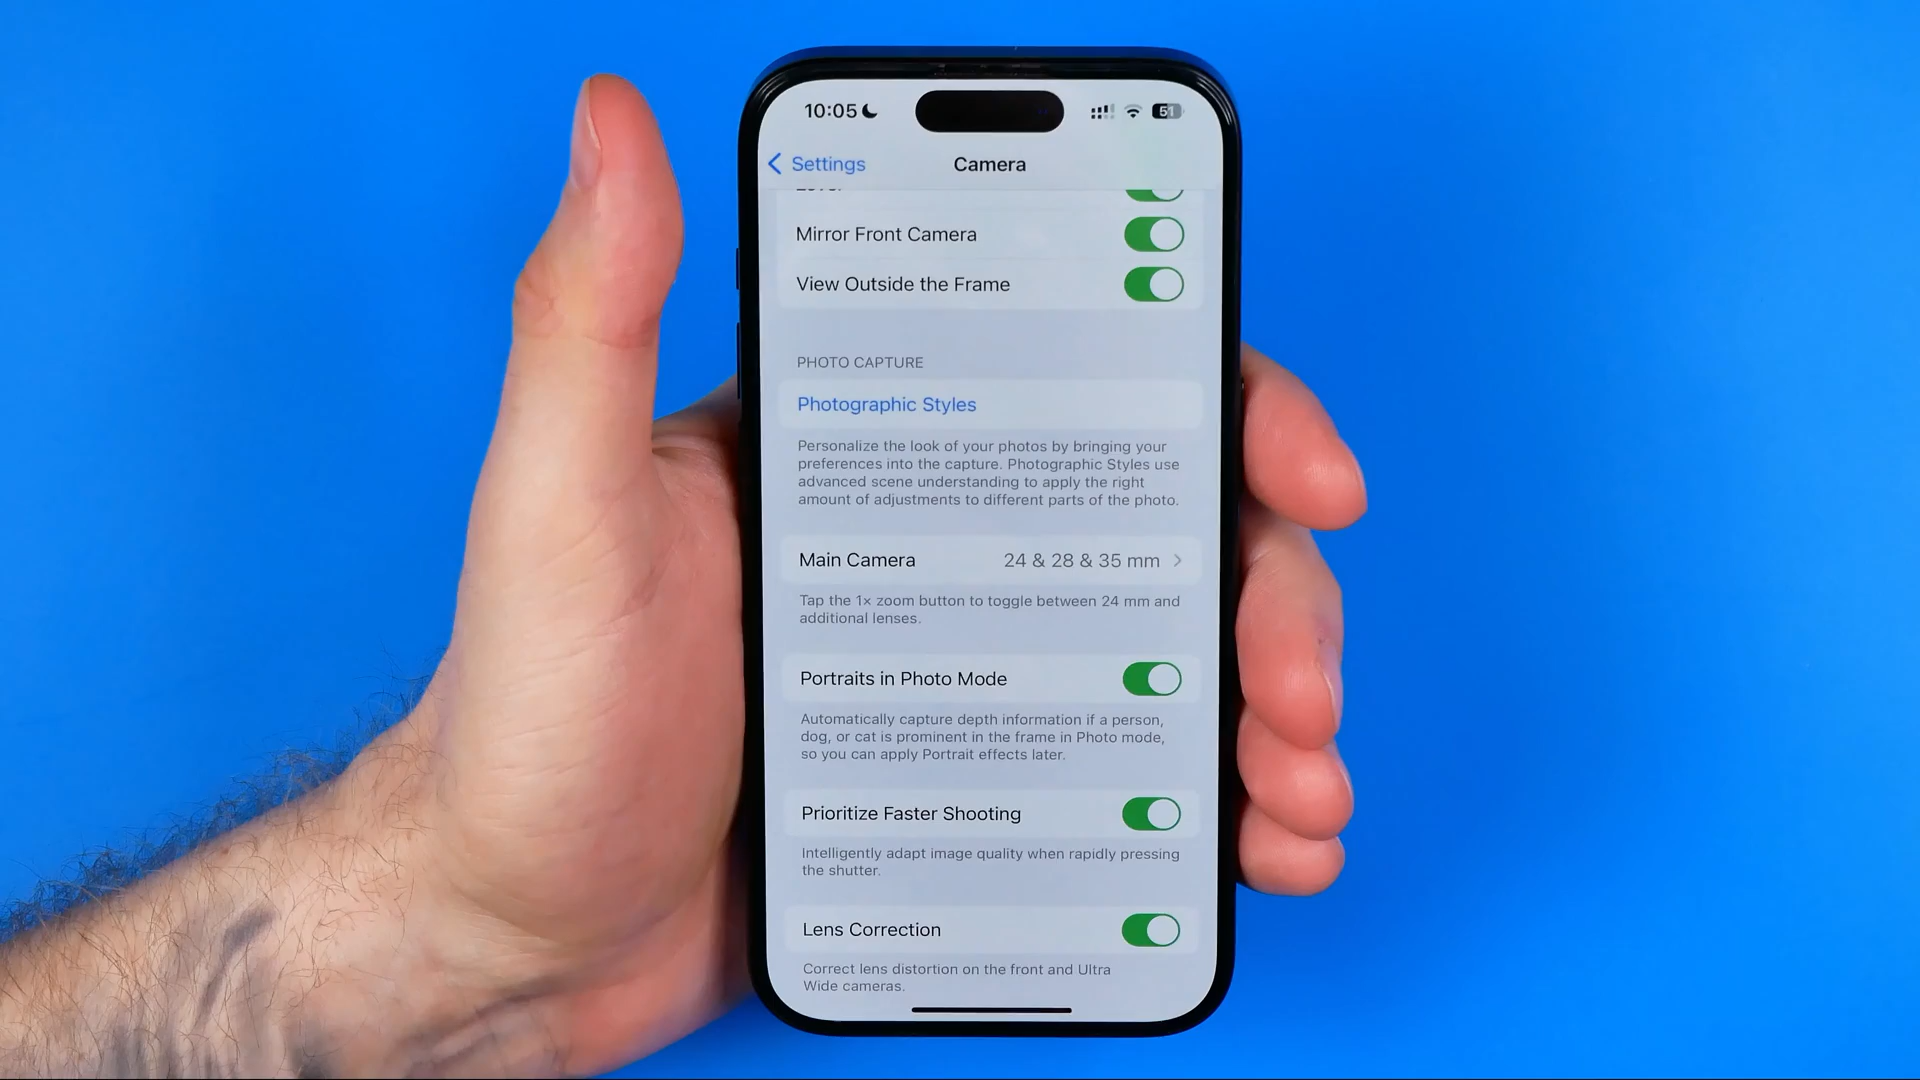 10:05
51
Settings
Camera
Mirror Front Camera
View Outside the Frame
PHOTO CAPTURE
Photographic Styles
Personalize the look of your photos by bringing your
preferences into the capture. Photographic Styles use
advanced scene understanding to apply the right
amount of adjustments to different parts of the photo.
Main Camera 24 & 28 & 35 mm
Tap the 1× zoom button to toggle between 24 mm and
additional lenses.
Portraits in Photo Mode
Automatically capture depth information if a person,
dog, or cat is prominent in the frame in Photo mode,
so you can apply Portrait effects later.
Prioritize Faster Shooting
Intelligently adapt image quality when rapidly pressing
the shutter.
Lens Correction
Correct lens distortion on the front and Ultra
Wide cameras.